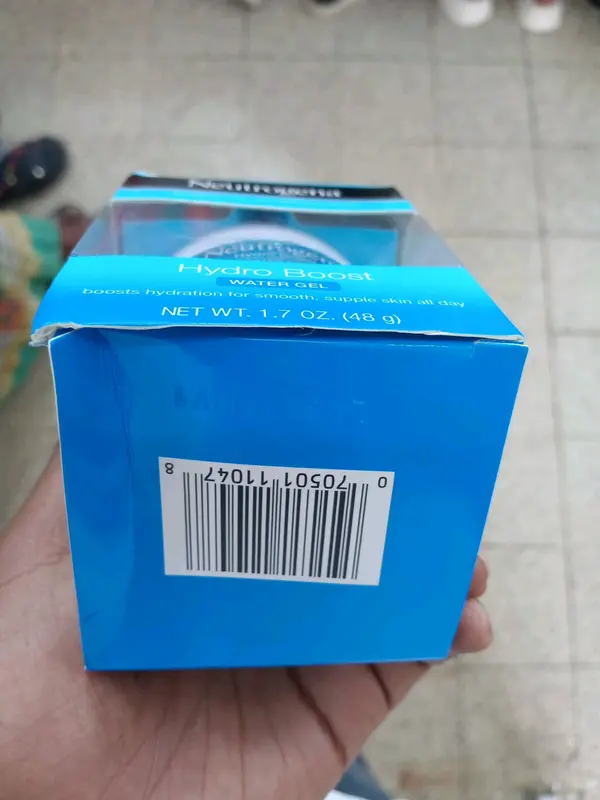 Neutrogena
Neutrogena
Hydro Boost
WATER GEL
boosts hydration for smooth, supple skin all day
NET WT. 1.7 OZ. (48 g)
0 70501 11047 8